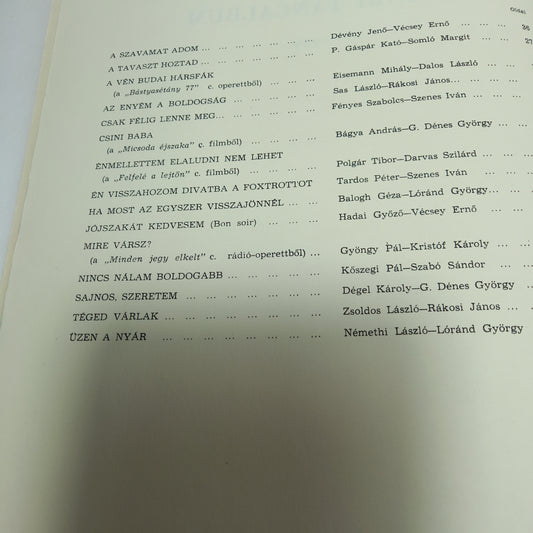 Oldal
A SZAVAMAT ADOM ... ... ... ... ... ... ... Dévény Jenő—Vécsey Ernő ... ... 36
A TAVASZT HOZTAD ... ... ... ... ... ... ... P. Gáspár Kató—Somló Margit ... ... 27
A VÉN BUDAI HÁRSFÁK
(a „Bástyasétány 77" c. operettből) ... ... ... Eisemann Mihály—Dalos László ... ...
AZ ENYÉM A BOLDOGSÁG ... ... ... ... ... Sas László—Rákosi János... ... ...
CSAK FÉLIG LENNE MEG... ... ... ... ... Fényes Szabolcs—Szenes Iván ... ...
CSINI BABA
(a „Micsoda éjszaka" c. filmből) ... ... ... Bágya András—G. Dénes György ... ...
ÉNMELLETTEM ELALUDNI NEM LEHET
(a „Felfelé a lejtőn" c. filmből) ... ... ... Polgár Tibor—Darvas Szilárd ... ...
ÉN VISSZAHOZOM DIVATBA A FOXTROTTOT Tardos Péter—Szenes Iván ... ...
HA MOST AZ EGYSZER VISSZAJÖNNÉL ... ... Balogh Géza—Lóránd György... ... ...
JÓJSZAKÁT KEDVESEM (Bon soir) ... ... ... Hadai Győző—Vécsey Ernő ... ... ...
MIRE VÁRSZ?
(a „Minden jegy elkelt" c. rádió-operettből) ... Gyöngy Pál—Kristóf Károly ... ...
NINCS NÁLAM BOLDOGABB ... ... ... ... Kőszegi Pál—Szabó Sándor ... ...
SAJNOS, SZERETEM ... ... ... ... ... ... Dégel Károly—G. Dénes György ... ...
TÉGED VÁRLAK ... ... ... ... ... ... ... Zsoldos László—Rákosi János ... ...
ÜZEN A NYÁR ... ... ... ... ... ... ... Némethi László—Lóránd György ...